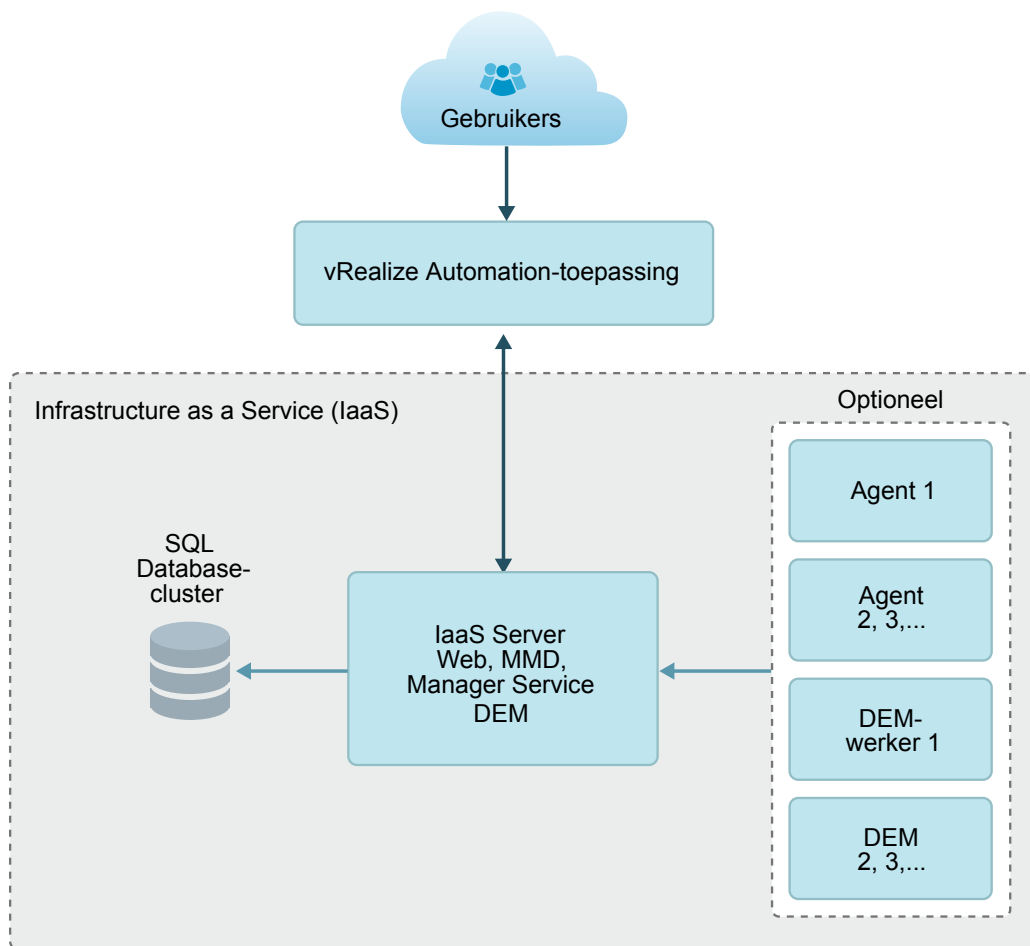 Gebruikers
vRealize Automation-toepassing
Infrastructure as a Service (IaaS)
Optioneel
Agent 1
Agent
2, 3,...
DEM-
werker 1
DEM
2, 3,...
SQL
Database-
cluster
IaaS Server
Web, MMD,
Manager Service
DEM